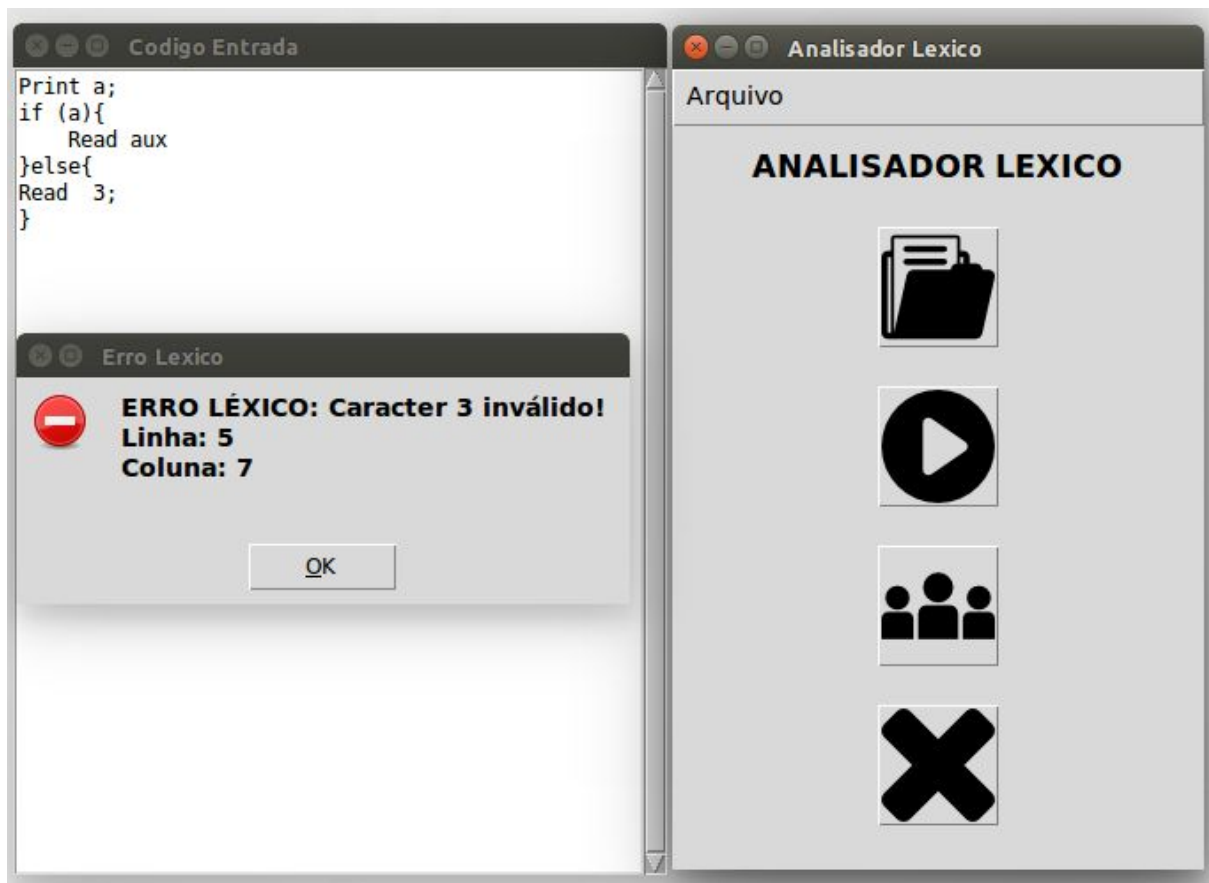 Codigo Entrada
Print a;
if (a){
    Read aux
}else{
Read  3;
}
Erro Lexico
ERRO LÉXICO: Caracter 3 inválido!
Linha: 5
Coluna: 7
OK
Analisador Lexico
Arquivo
ANALISADOR LEXICO